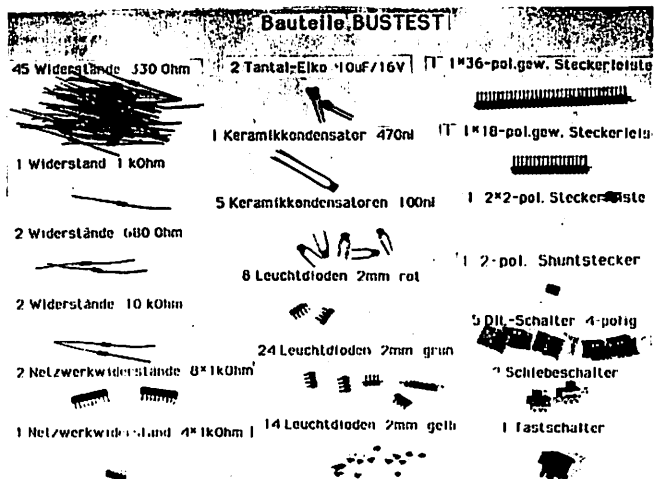 Bauteile BUSTEST
45 Widerstände 330 Ohm
1 Widerstand 1 kOhm
2 Widerstände 680 Ohm
2 Widerstände 10 kOhm
2 Netzwerkwiderstände 8*1kOhm
1 Netzwerkwiderstand 4*1kOhm
2 Tantal-Elko 10uF/16V
1 Keramikkondensator 470nl
5 Keramikkondensatoren 100nl
8 Leuchtdioden 2mm rot
24 Leuchtdioden 2mm grün
14 Leuchtdioden 2mm gelb
1*36-pol.gew. Steckerleiste
1*18-pol.gew. Steckerleis
1 2*2-pol. Steckerleiste
1 2-pol. Shuntstecker
5 DIL-Schalter 4-polig
Schiebeschalter
1 Tastschalter